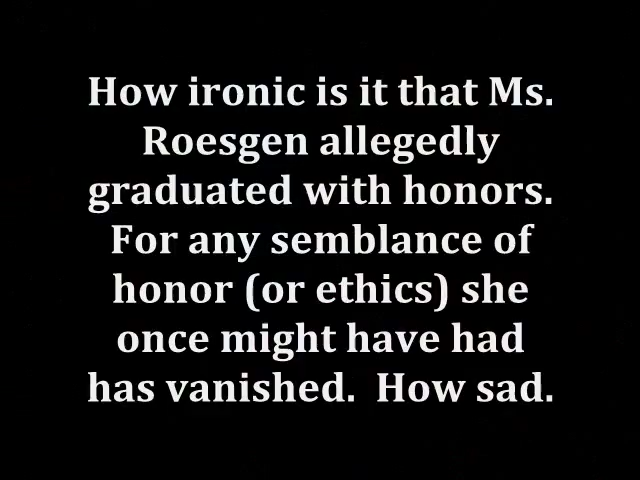 How ironic is it that Ms.
Roesgen allegedly
graduated with honors.
For any semblance of
honor (or ethics) she
once might have had
has vanished.  How sad.